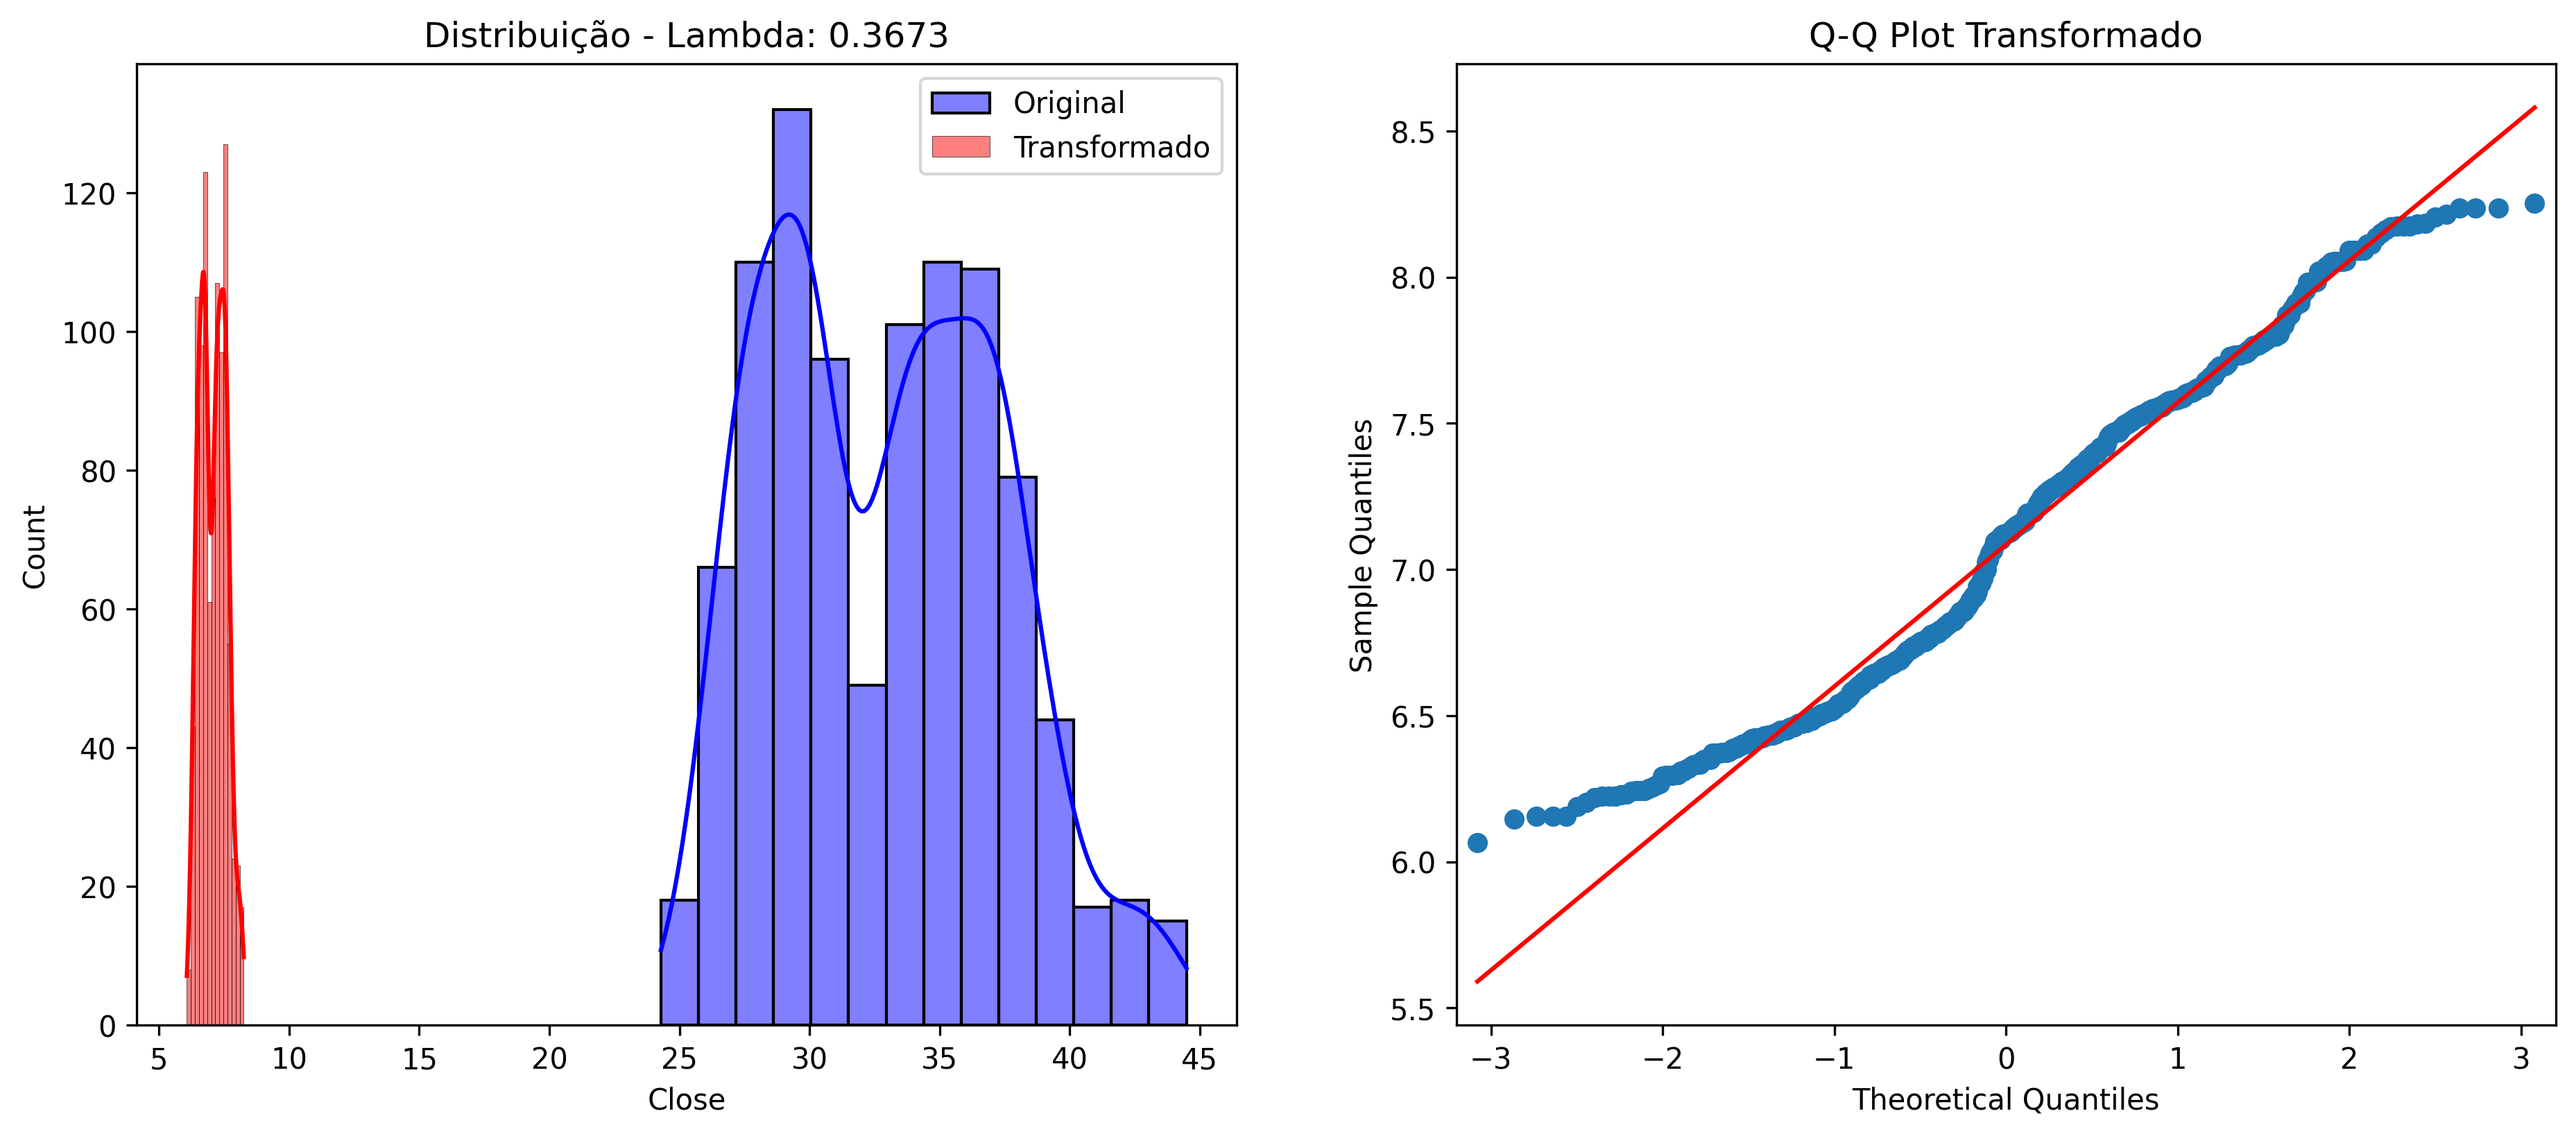 Distribuição - Lambda: 0.3673
Original
Transformado
Count
120
100
80
60
40
20
0
5 10 15 20 25 30 35 40 45
Close
Q-Q Plot Transformado
Sample Quantiles
8.5
8.0
7.5
7.0
6.5
6.0
5.5
−3 −2 −1 0 1 2 3
Theoretical Quantiles